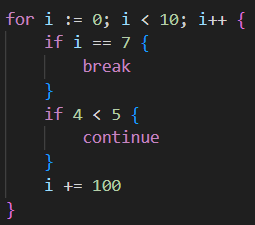 for i := 0; i < 10; i++ {
    if i == 7 {
        break
    }
    if 4 < 5 {
        continue
    }
    i += 100
}